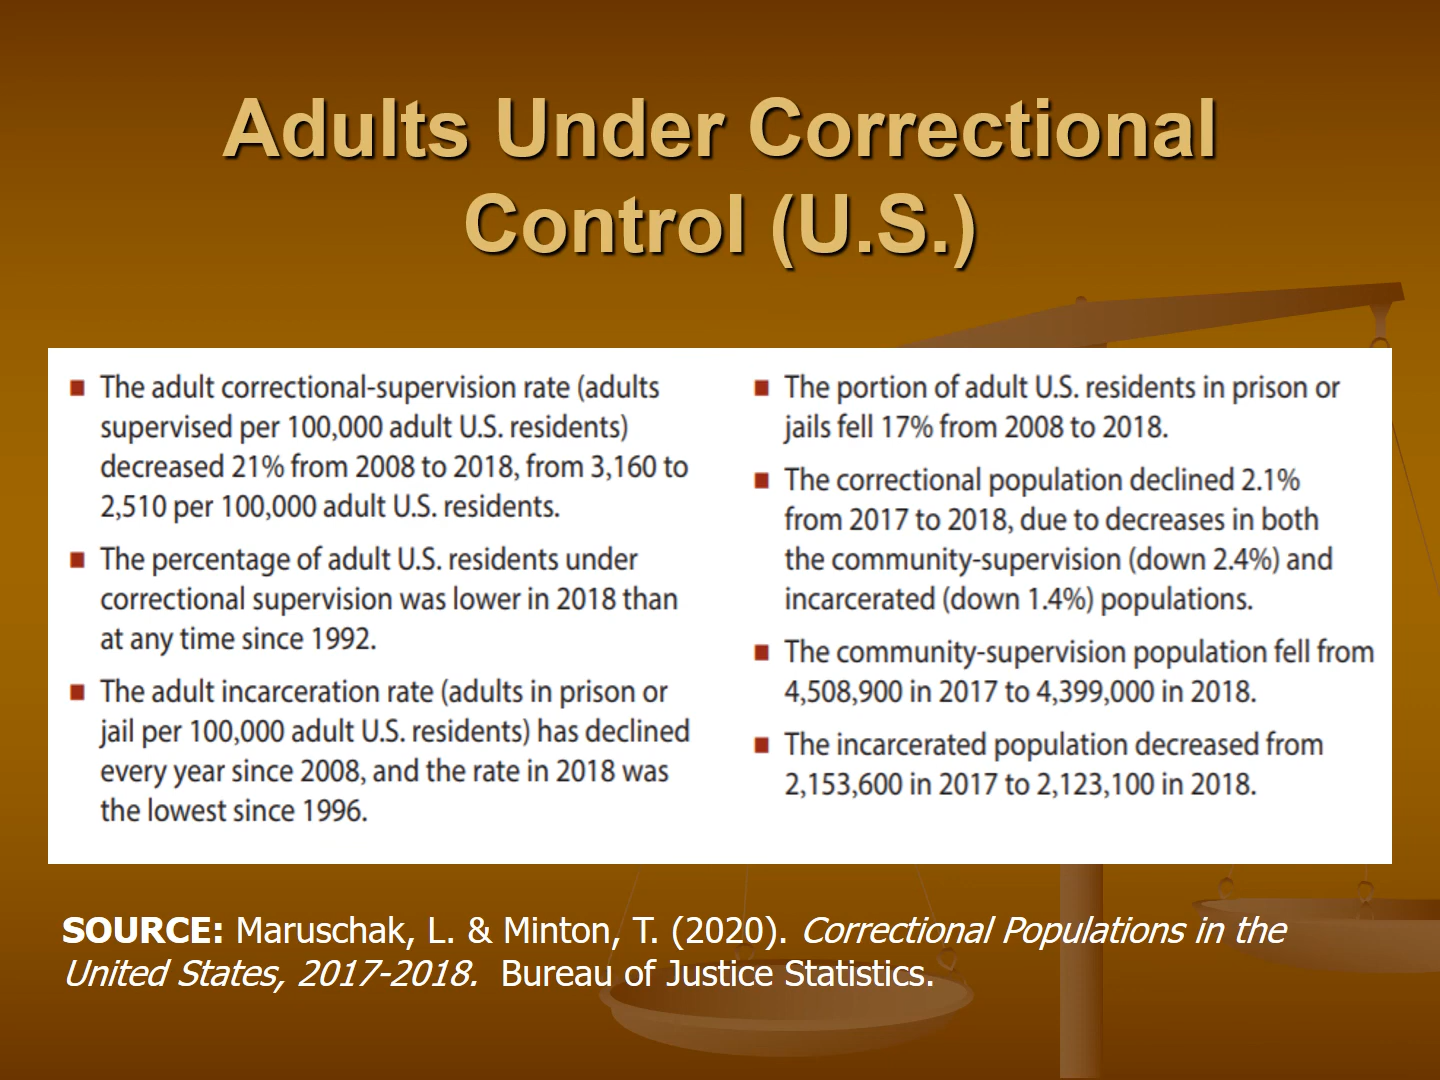 Adults Under Correctional
Control (U.S.)
■ The adult correctional-supervision rate (adults
supervised per 100,000 adult U.S. residents)
decreased 21% from 2008 to 2018, from 3,160 to
2,510 per 100,000 adult U.S. residents.
■ The percentage of adult U.S. residents under
correctional supervision was lower in 2018 than
at any time since 1992.
■ The adult incarceration rate (adults in prison or
jail per 100,000 adult U.S. residents) has declined
every year since 2008, and the rate in 2018 was
the lowest since 1996.
■ The portion of adult U.S. residents in prison or
jails fell 17% from 2008 to 2018.
■ The correctional population declined 2.1%
from 2017 to 2018, due to decreases in both
the community-supervision (down 2.4%) and
incarcerated (down 1.4%) populations.
■ The community-supervision population fell from
4,508,900 in 2017 to 4,399,000 in 2018.
■ The incarcerated population decreased from
2,153,600 in 2017 to 2,123,100 in 2018.
SOURCE: Maruschak, L. & Minton, T. (2020). Correctional Populations in the
United States, 2017-2018. Bureau of Justice Statistics.